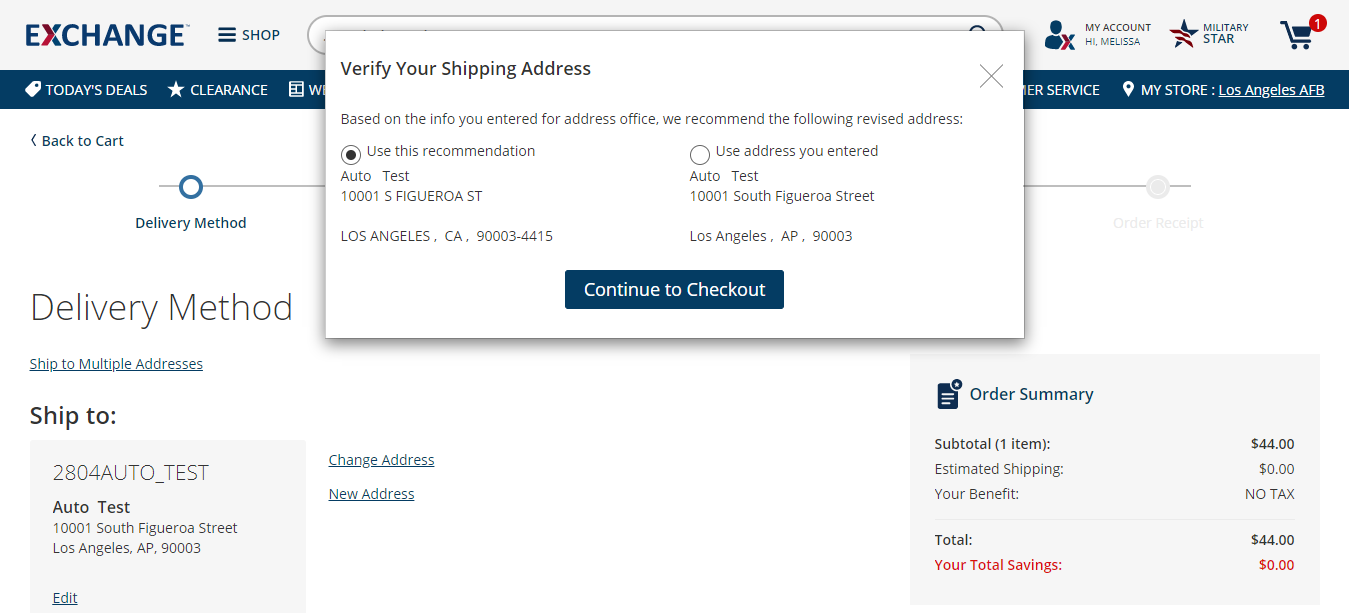 EXCHANGE
SHOP
MY ACCOUNT
HI, MELISSA
MILITARY
STAR
1
TODAY'S DEALS
CLEARANCE
MY STORE : Los Angeles AFB
Verify Your Shipping Address
Based on the info you entered for address office, we recommend the following revised address:
Use this recommendation
Auto Test
10001 S FIGUEROA ST
LOS ANGELES , CA , 90003-4415
Use address you entered
Auto Test
10001 South Figueroa Street
Los Angeles , AP , 90003
Continue to Checkout
Back to Cart
Delivery Method
Order Receipt
Delivery Method
Ship to Multiple Addresses
Ship to:
2804AUTO_TEST
Auto Test
10001 South Figueroa Street
Los Angeles, AP, 90003
Edit
Change Address
New Address
Order Summary
Subtotal (1 item): $44.00
Estimated Shipping: $0.00
Your Benefit: NO TAX
Total: $44.00
Your Total Savings: $0.00